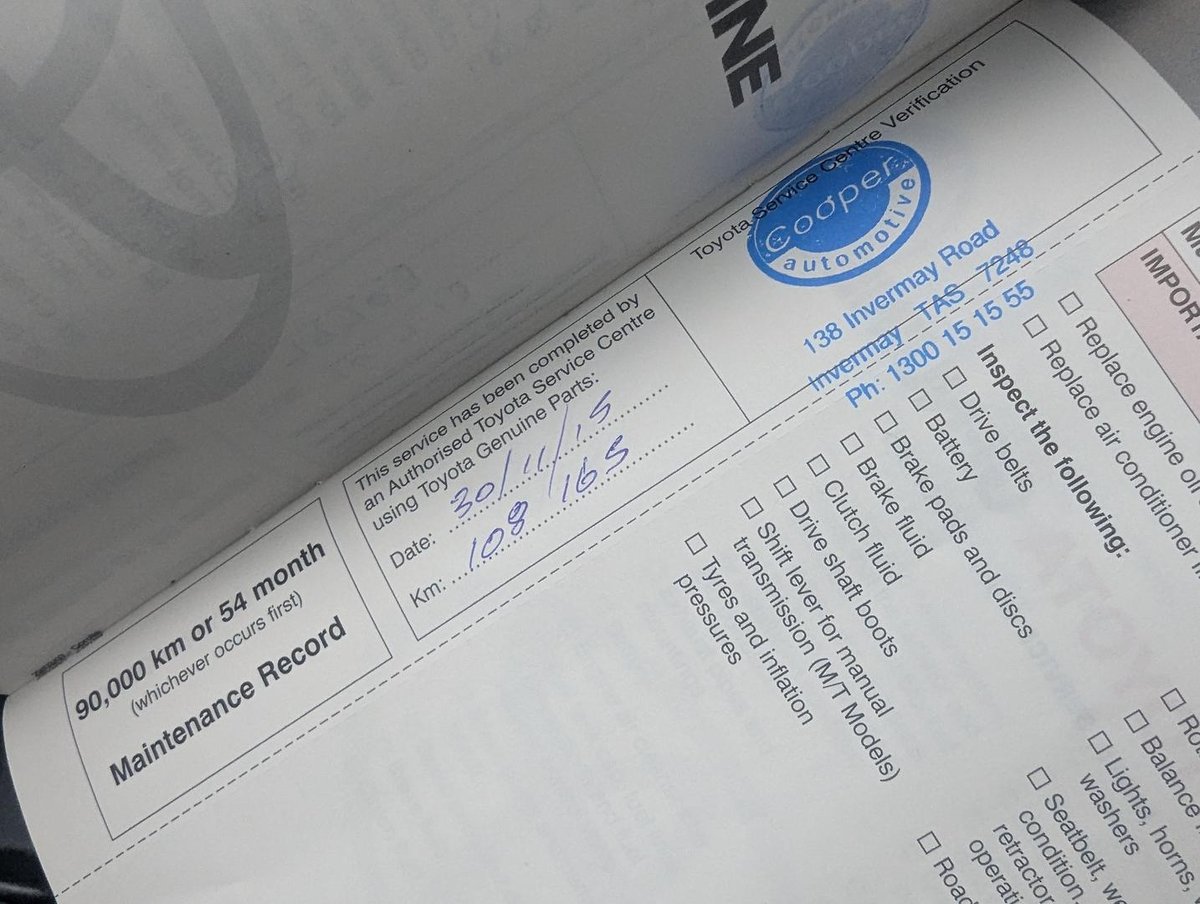 INE
Toyota Service Centre Verification
Cooper
automotive
138 Invermay Road
Invermay TAS 7248
Ph: 1300 15 15 55
This service has been completed by
an Authorised Toyota Service Centre
using Toyota Genuine Parts:
Date: 30/11/15
Km: 108 165
90,000 km or 54 month
(whichever occurs first)
Maintenance Record
IMPOR
Replace engine oi
Replace air conditioner
Inspect the following:
Drive belts
Battery
Brake pads and discs
Brake fluid
Clutch fluid
Drive shaft boots
Shift lever for manual
transmission (M/T Models)
Tyres and inflation
pressures
Ro
Balance
Lights, horns,
washers
Seatbelt, we
condition.
retractor
operati
Road